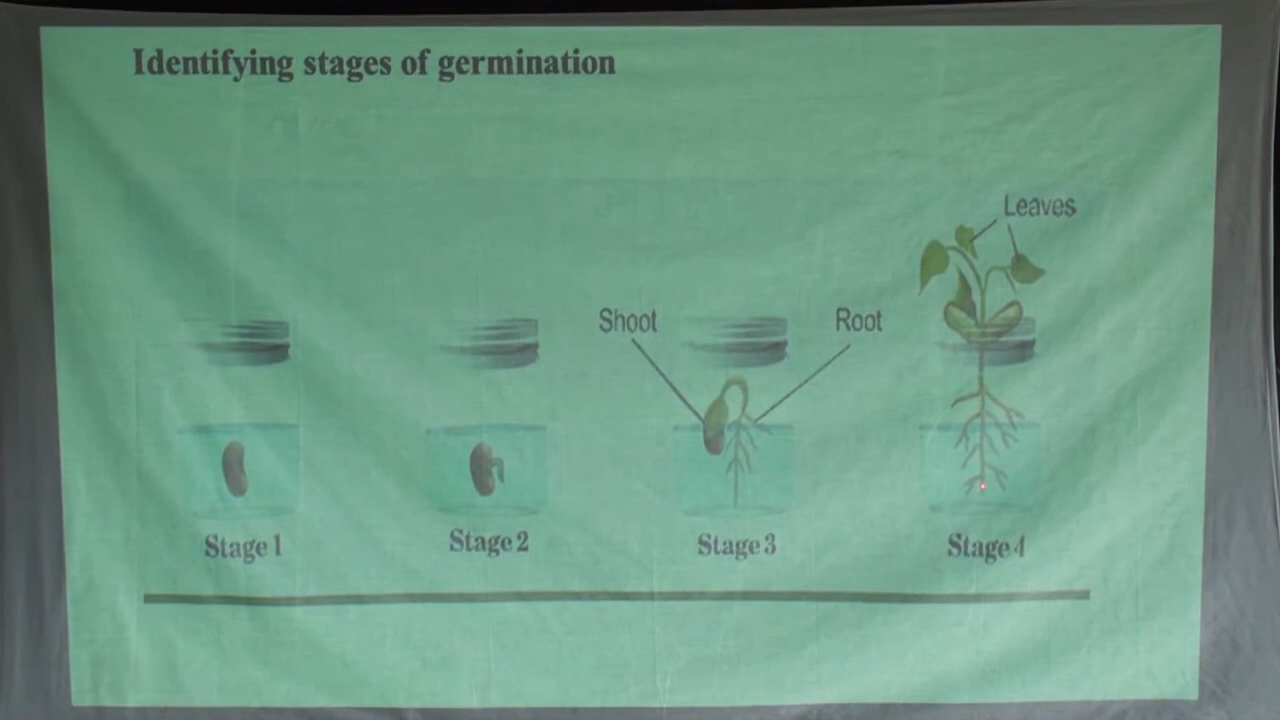 Identifying stages of germination
Leaves
Shoot
Root
Stage 1
Stage 2
Stage 3
Stage 4